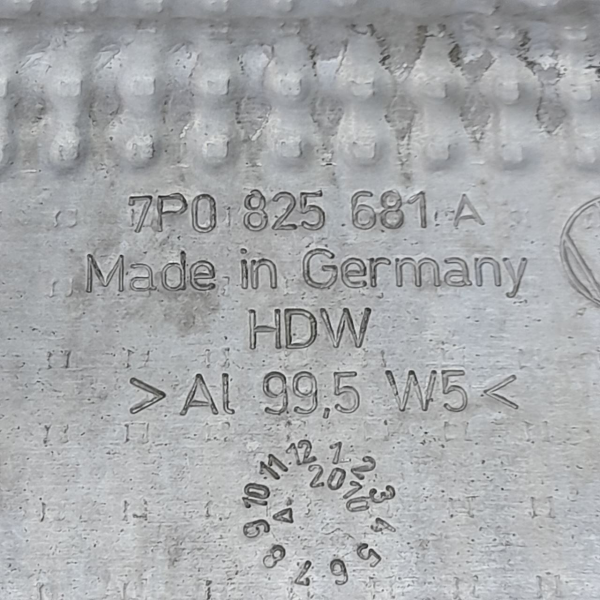 7P0 825 681 A
Made in Germany
HDW
>Al 99,5 W5<
1 2 3 4 5 6 7 8 9 10 11 12
2010